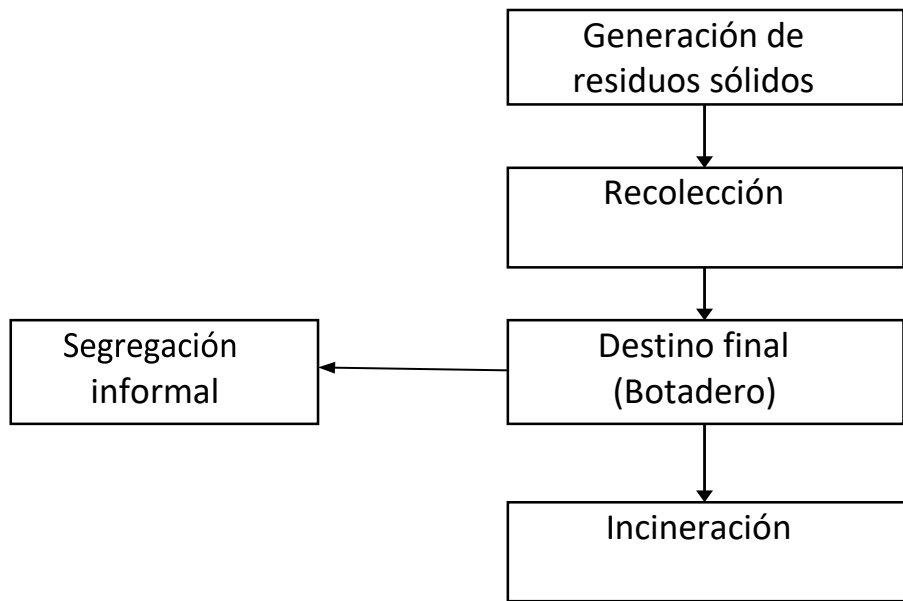 Generación de
residuos sólidos
Recolección
Segregación
informal
Destino final
(Botadero)
Incineración